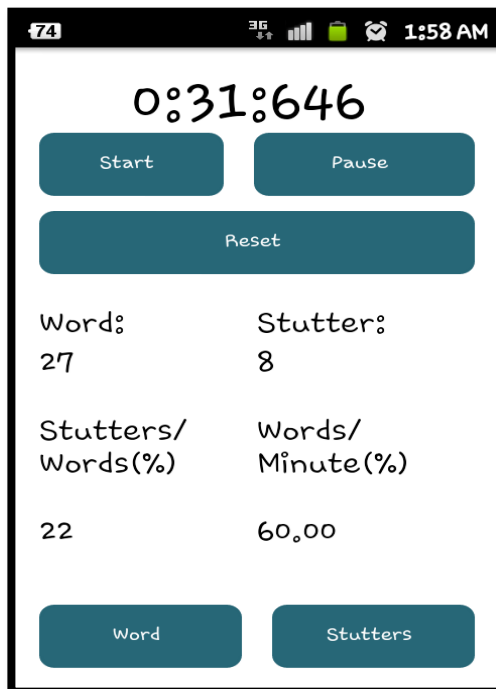 74 3G 1:58 AM
0:31:646
Start Pause
Reset
Word: Stutter:
27 8
Stutters/ Words/
Words(%) Minute(%)
22 60.00
Word Stutters